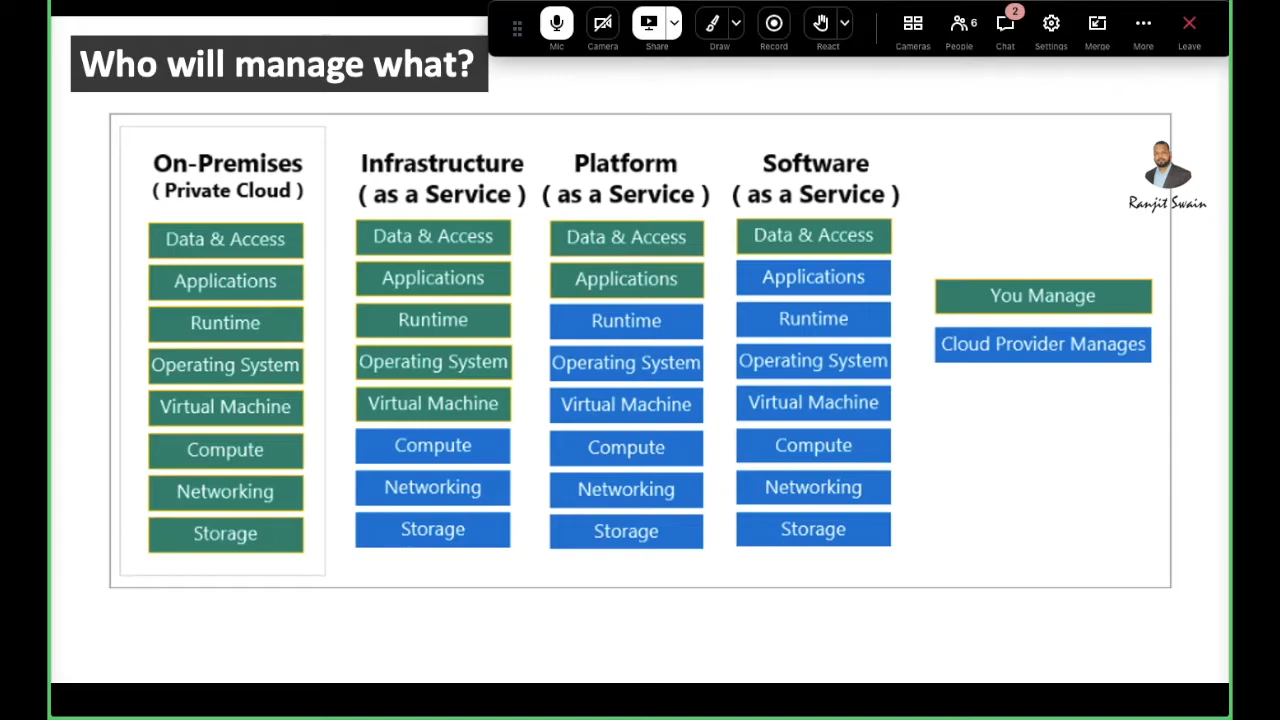 Mic
Camera
Share
Draw
Record
React
Cameras
People
6
Chat
2
Settings
Merge
More
Leave
Who will manage what?
On-Premises
( Private Cloud )
Data & Access
Applications
Runtime
Operating System
Virtual Machine
Compute
Networking
Storage
Infrastructure
( as a Service )
Data & Access
Applications
Runtime
Operating System
Virtual Machine
Compute
Networking
Storage
Platform
( as a Service )
Data & Access
Applications
Runtime
Operating System
Virtual Machine
Compute
Networking
Storage
Software
( as a Service )
Data & Access
Applications
Runtime
Operating System
Virtual Machine
Compute
Networking
Storage
Ranjit Swain
You Manage
Cloud Provider Manages